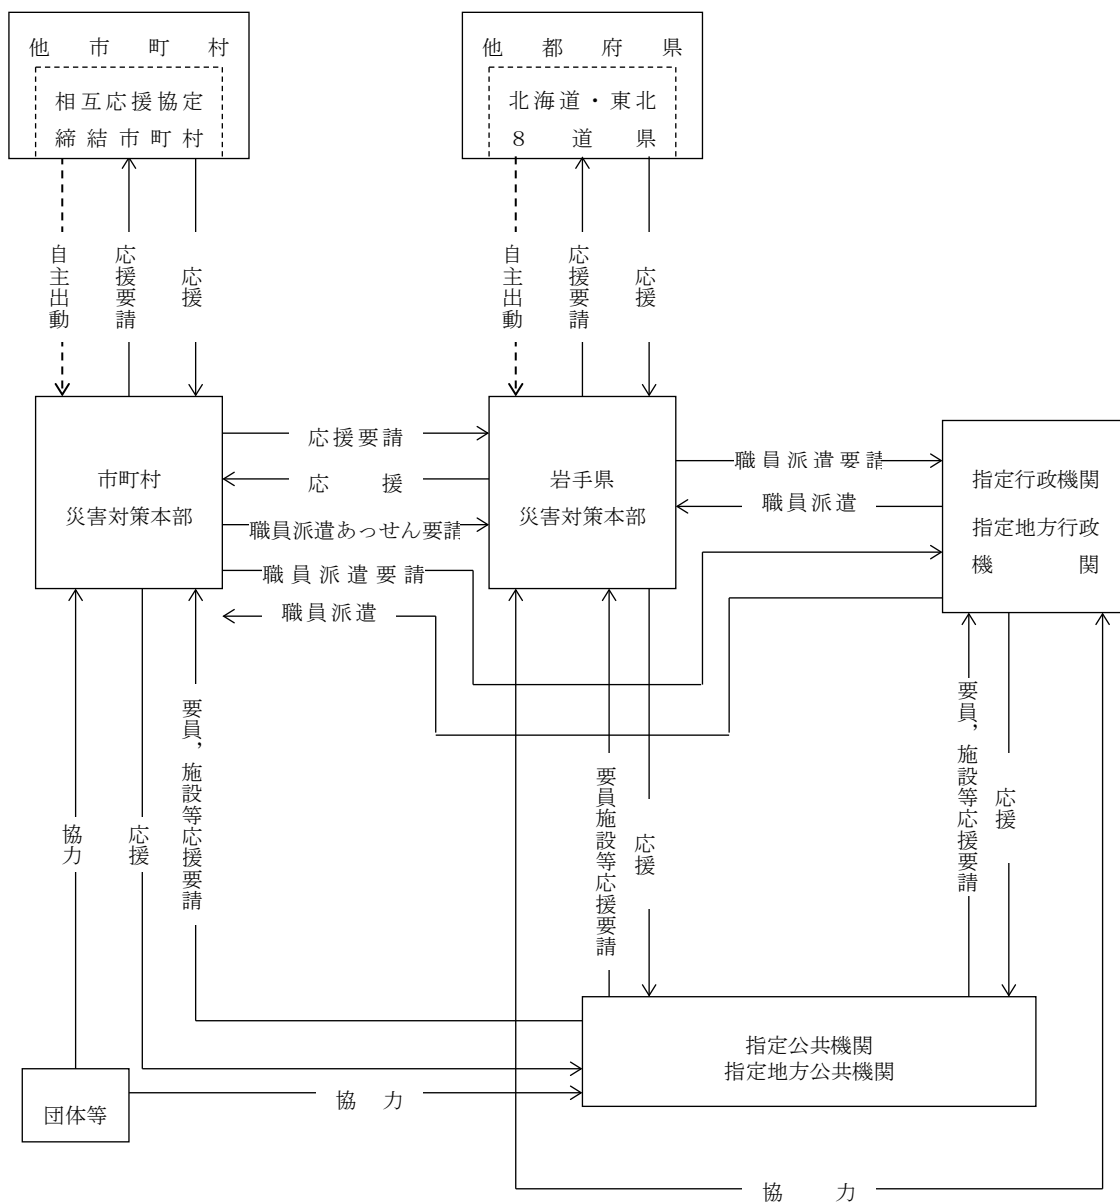 他市町村
相互応援協定
締結市町村
他都府県
北海道・東北
８道県
自主出動
応援要請
応援
自主出動
応援要請
応援
市町村
災害対策本部
応援要請
応援
職員派遣あっせん要請
職員派遣要請
職員派遣
岩手県
災害対策本部
職員派遣要請
職員派遣
指定行政機関
指定地方行政
機関
協力
応援
要員，施設等応援要請
要員施設等応援要請
応援
要員，施設等応援要請
応援
指定公共機関
指定地方公共機関
団体等
協力
協力